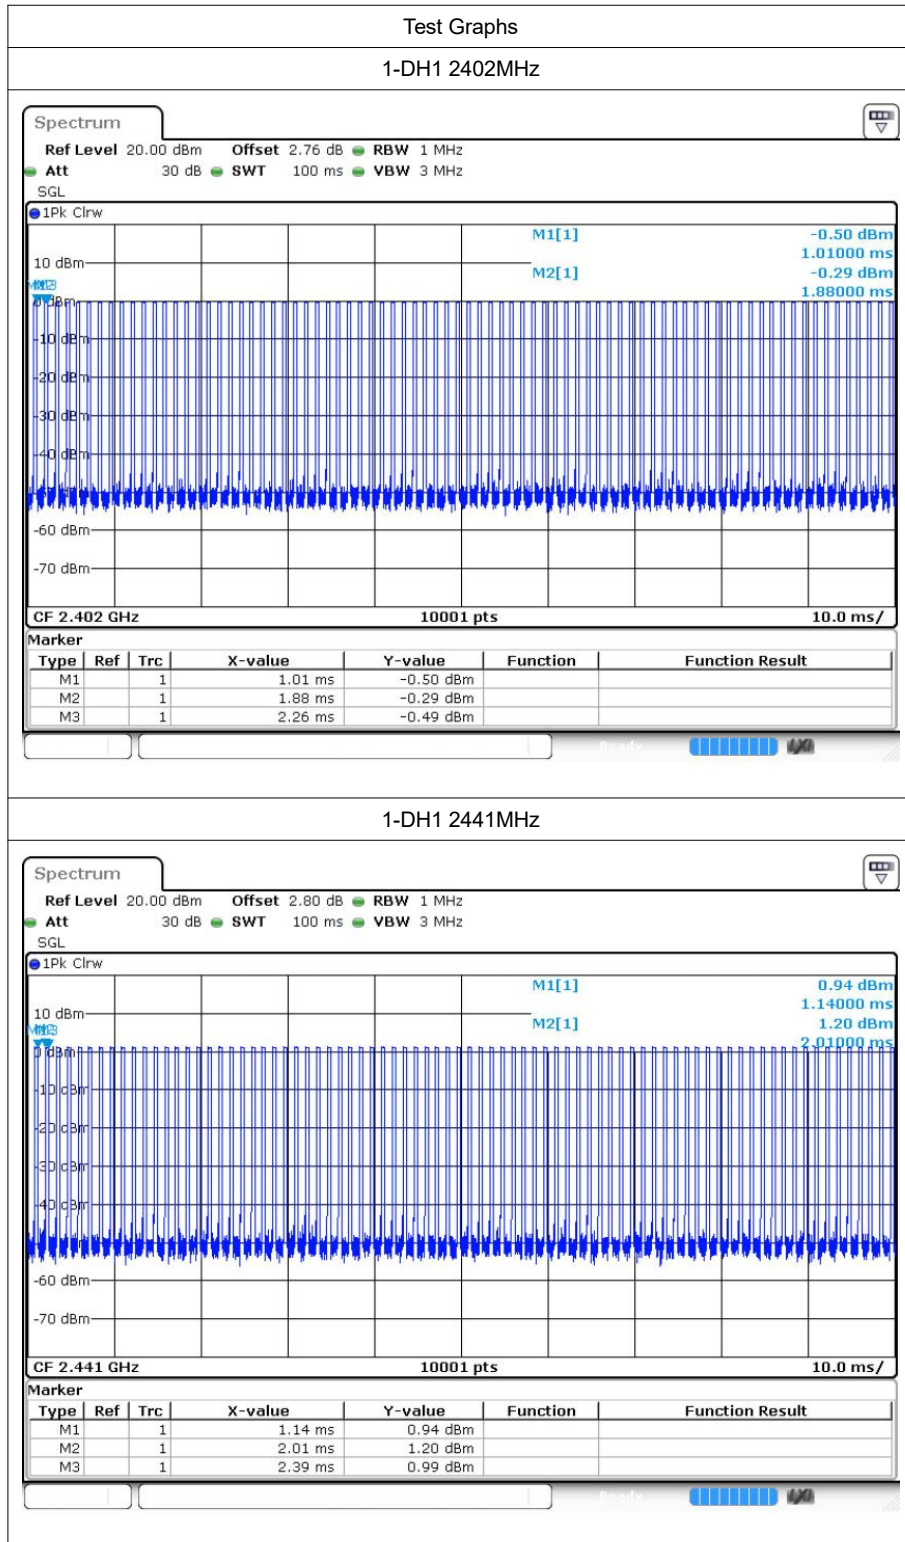 Test Graphs
1-DH1 2402MHz
Spectrum
Ref Level 20.00 dBm Offset 2.76 dB RBW 1 MHz
Att 30 dB SWT 100 ms VBW 3 MHz
SGL
1Pk Clrw
M1[1] -0.50 dBm
1.01000 ms
10 dBm
M2[1] -0.29 dBm
1.88000 ms
0 dBm
-10 dBm
-20 dBm
-30 dBm
-40 dBm
-60 dBm
-70 dBm
CF 2.402 GHz 10001 pts 10.0 ms/
Marker
Type Ref Trc X-value Y-value Function Function Result
M1 1 1.01 ms -0.50 dBm
M2 1 1.88 ms -0.29 dBm
M3 1 2.26 ms -0.49 dBm
Ready
1-DH1 2441MHz
Spectrum
Ref Level 20.00 dBm Offset 2.80 dB RBW 1 MHz
Att 30 dB SWT 100 ms VBW 3 MHz
SGL
1Pk Clrw
M1[1] 0.94 dBm
1.14000 ms
10 dBm
M2[1] 1.20 dBm
2.01000 ms
0 dBm
-10 dBm
-20 dBm
-30 dBm
-40 dBm
-60 dBm
-70 dBm
CF 2.441 GHz 10001 pts 10.0 ms/
Marker
Type Ref Trc X-value Y-value Function Function Result
M1 1 1.14 ms 0.94 dBm
M2 1 2.01 ms 1.20 dBm
M3 1 2.39 ms 0.99 dBm
Ready